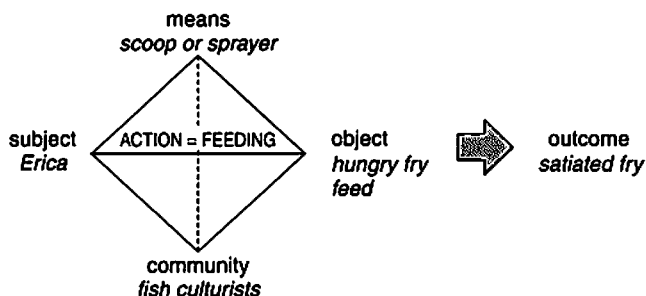 means
scoop or sprayer
subject
Erica
ACTION = FEEDING
object
hungry fry
feed
outcome
satiated fry
community
fish culturists